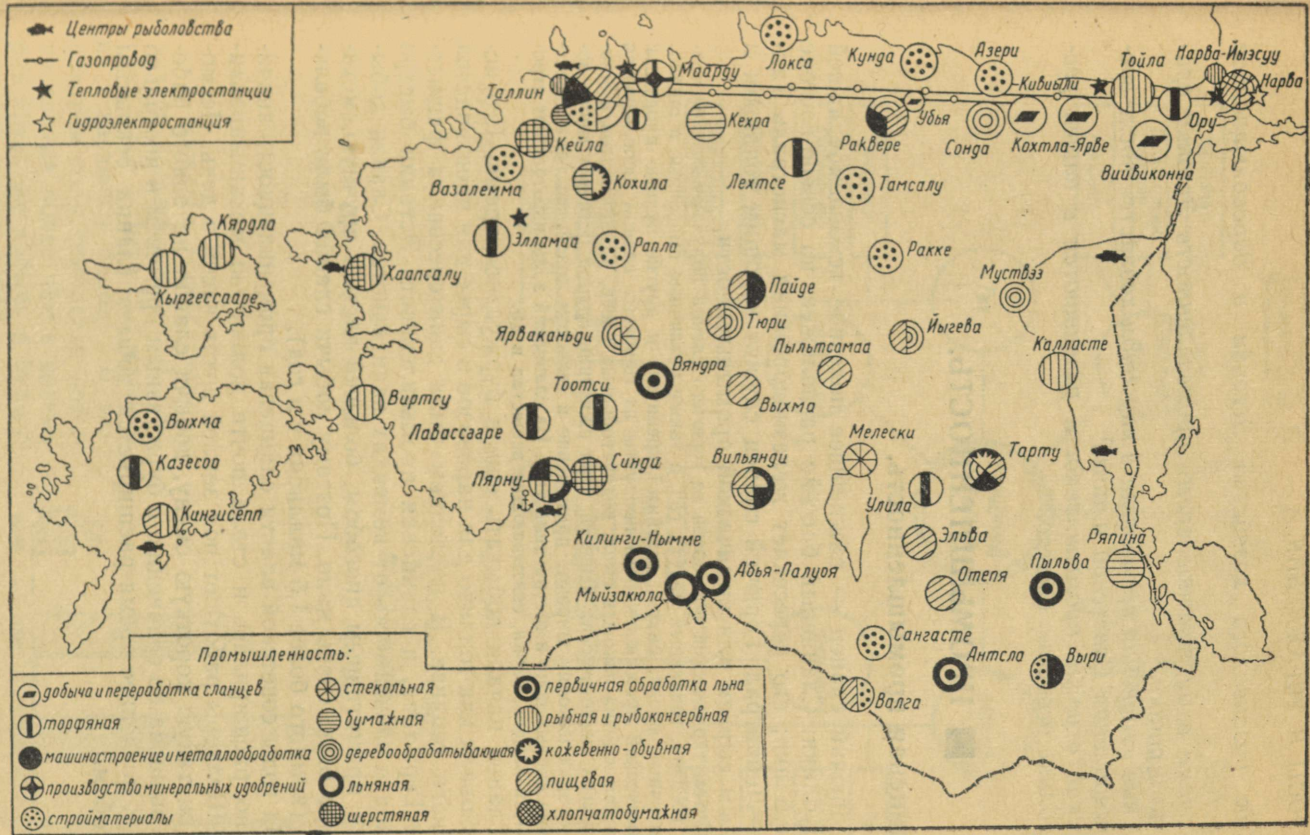 Центры рыболовства
Газопровод
Тепловые электростанции
Гидроэлектростанция
Локса
Кунда
Азери
Кивиыли
Тойла
Нарва-Йыэсуу
Нарва
Таллин
Маарду
Кехра
Раквере
Убья
Сонда
Кохтла-Ярве
Ору
Вийвиконна
Кейла
Вазалемма
Кохила
Лехтсе
Тамсалу
Кярдла
Кыргессааре
Хаапсалу
Элламаа
Рапла
Ракке
Муствээ
Пайде
Тюри
Ярваканьди
Йыгева
Калласте
Пыльтсамаа
Вяндра
Выхма
Тоотси
Виртсу
Лавассааре
Выхма
Казесоо
Кингисепп
Пярну
Синди
Вильянди
Мелески
Тарту
Улила
Эльва
Отепя
Пыльва
Ряпина
Килинги-Нымме
Абья-Палуоя
Мыйзакюла
Сангасте
Антсла
Выри
Валга
Промышленность:
добыча и переработка сланцев
торфяная
машиностроение и металлообработка
производство минеральных удобрений
стройматериалы
стекольная
бумажная
деревообрабатывающая
льняная
шерстяная
первичная обработка льна
рыбная и рыбоконсервная
кожевенно-обувная
пищевая
хлопчатобумажная